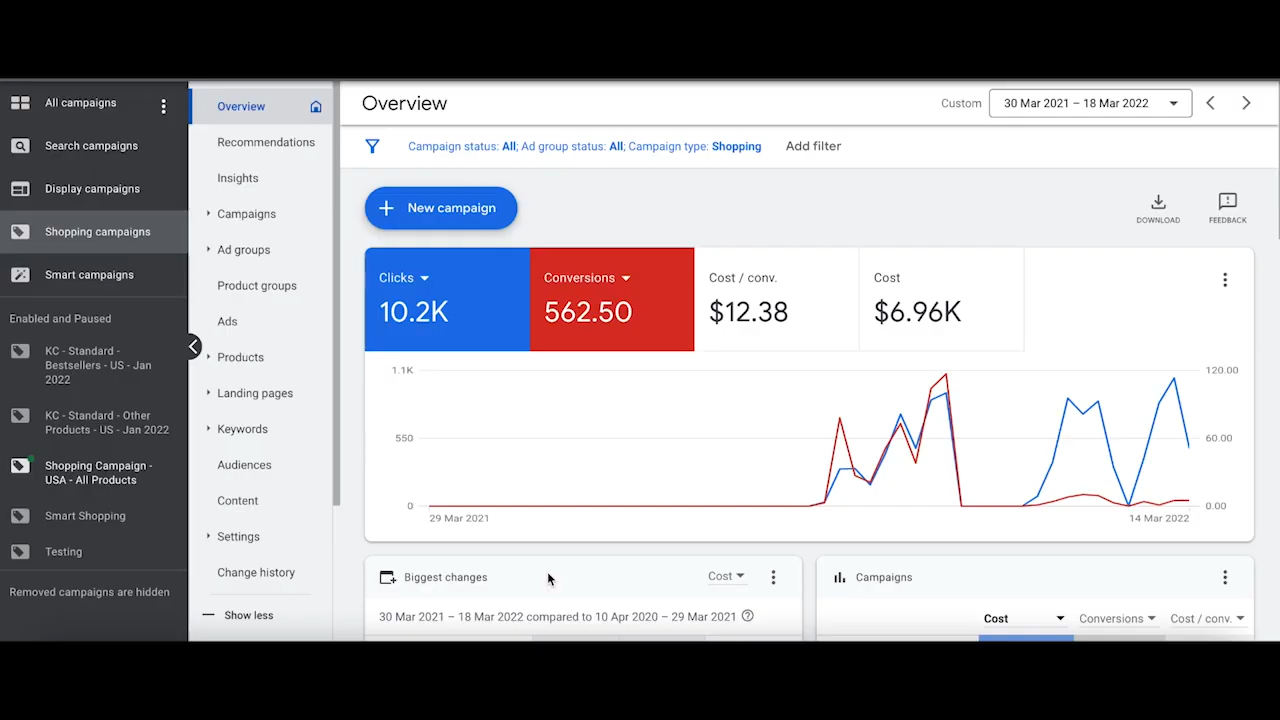 All campaigns
Search campaigns
Display campaigns
Shopping campaigns
Smart campaigns
Enabled and Paused
KC - Standard -
Bestsellers - US - Jan
2022
KC - Standard - Other
Products - US - Jan 2022
Shopping Campaign -
USA - All Products
Smart Shopping
Testing
Removed campaigns are hidden
Overview
Recommendations
Insights
Campaigns
Ad groups
Product groups
Ads
Products
Landing pages
Keywords
Audiences
Content
Settings
Change history
Show less
Overview
Custom 30 Mar 2021 – 18 Mar 2022
Campaign status: All; Ad group status: All; Campaign type: Shopping Add filter
New campaign
DOWNLOAD
FEEDBACK
Clicks
10.2K
Conversions
562.50
Cost / conv.
$12.38
Cost
$6.96K
1.1K 120.00
550 60.00
0 0.00
29 Mar 2021 14 Mar 2022
Biggest changes Cost
30 Mar 2021 – 18 Mar 2022 compared to 10 Apr 2020 – 29 Mar 2021
Campaigns
Cost Conversions Cost / conv.